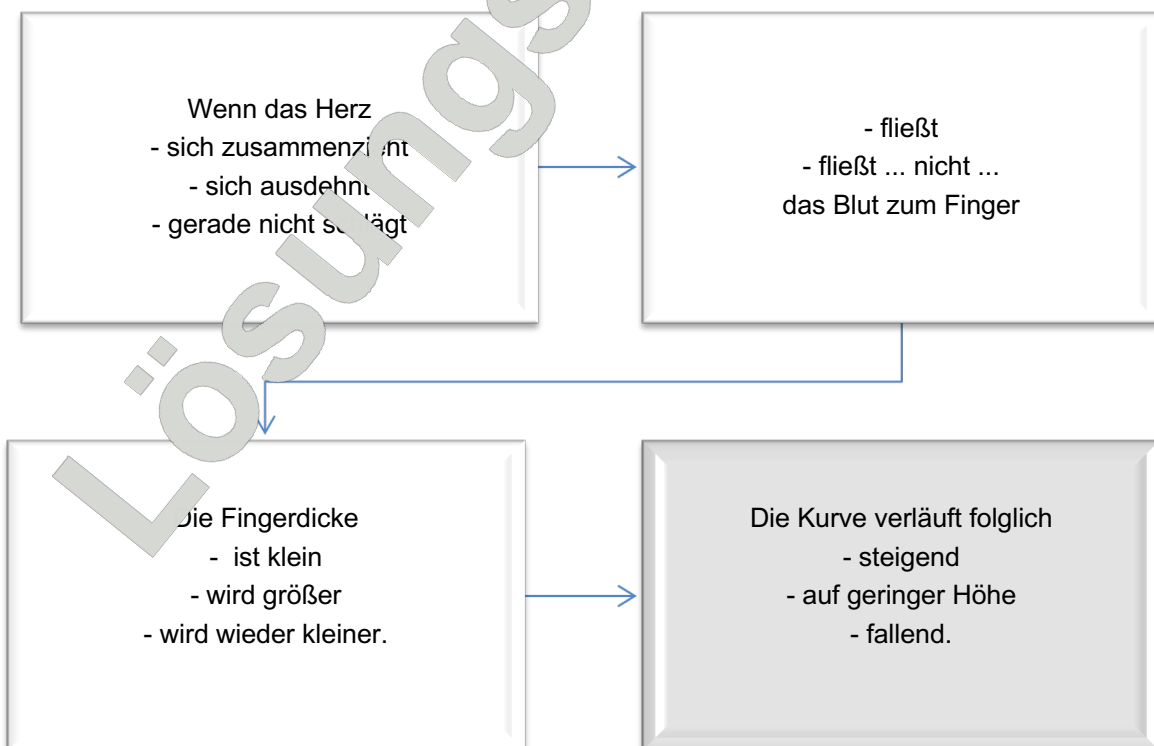 Wenn das Herz
- sich zusammenzieht
- sich ausdehnt
- gerade nicht schlägt
- fließt
- fließt ... nicht ...
das Blut zum Finger
Die Fingerdicke
- ist klein
- wird größer
- wird wieder kleiner.
Die Kurve verläuft folglich
- steigend
- auf geringer Höhe
- fallend.
Lösungs